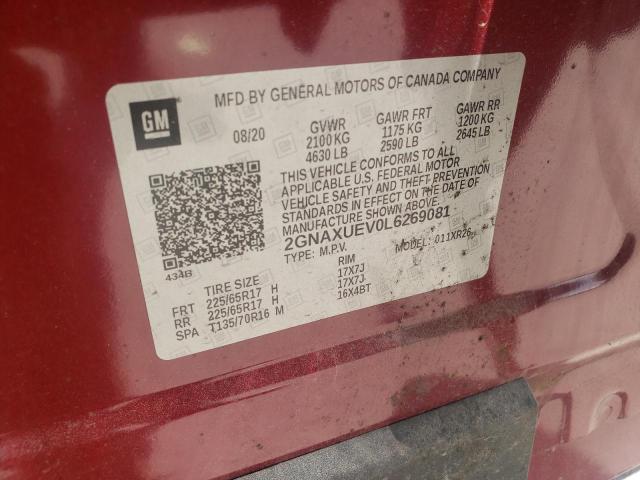 MFD BY GENERAL MOTORS OF CANADA COMPANY
GM
08/20 GVWR GAWR FRT GAWR RR
2100 KG 1175 KG 1200 KG
4630 LB 2590 LB 2645 LB
THIS VEHICLE CONFORMS TO ALL
APPLICABLE U.S. FEDERAL MOTOR
VEHICLE SAFETY AND THEFT PREVENTION
STANDARDS IN EFFECT ON THE DATE OF
MANUFACTURE SHOWN ABOVE.
2GNAXUEV0L6269081
TYPE: M.P.V. MODEL: 011XR26
434B
TIRE SIZE RIM
FRT 225/65R17 H 17X7J
RR 225/65R17 H 17X7J
SPA T135/70R16 M 16X4BT